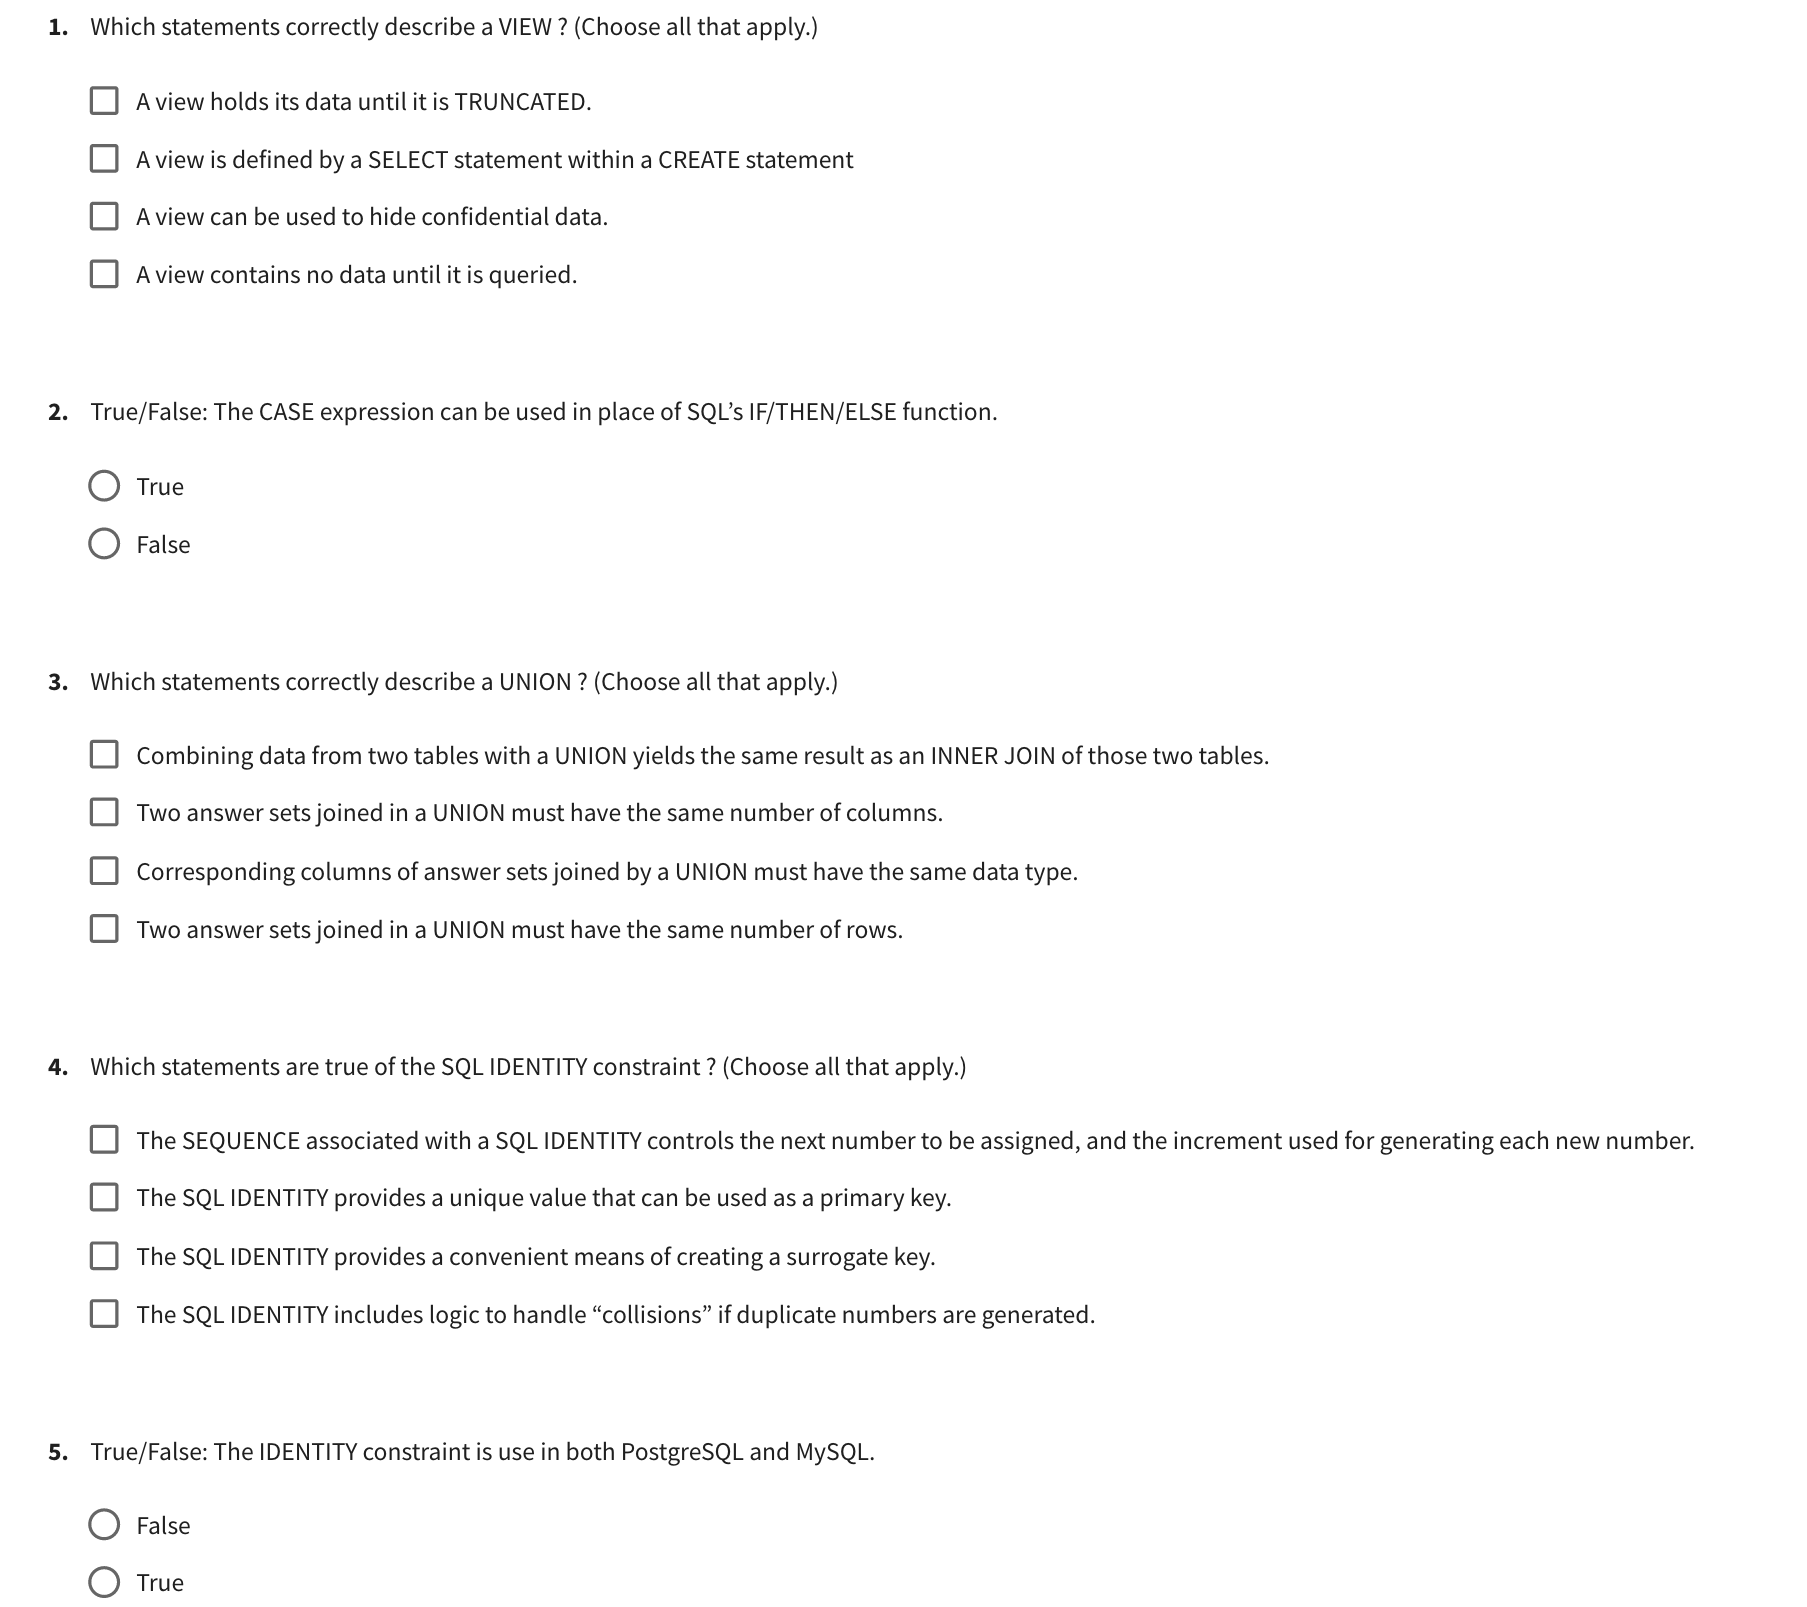 1. Which statements correctly describe a VIEW ? (Choose all that apply.)
A view holds its data until it is TRUNCATED.
A view is defined by a SELECT statement within a CREATE statement
A view can be used to hide confidential data.
A view contains no data until it is queried.
2. True/False: The CASE expression can be used in place of SQL’s IF/THEN/ELSE function.
True
False
3. Which statements correctly describe a UNION ? (Choose all that apply.)
Combining data from two tables with a UNION yields the same result as an INNER JOIN of those two tables.
Two answer sets joined in a UNION must have the same number of columns.
Corresponding columns of answer sets joined by a UNION must have the same data type.
Two answer sets joined in a UNION must have the same number of rows.
4. Which statements are true of the SQL IDENTITY constraint ? (Choose all that apply.)
The SEQUENCE associated with a SQL IDENTITY controls the next number to be assigned, and the increment used for generating each new number.
The SQL IDENTITY provides a unique value that can be used as a primary key.
The SQL IDENTITY provides a convenient means of creating a surrogate key.
The SQL IDENTITY includes logic to handle “collisions” if duplicate numbers are generated.
5. True/False: The IDENTITY constraint is use in both PostgreSQL and MySQL.
False
True